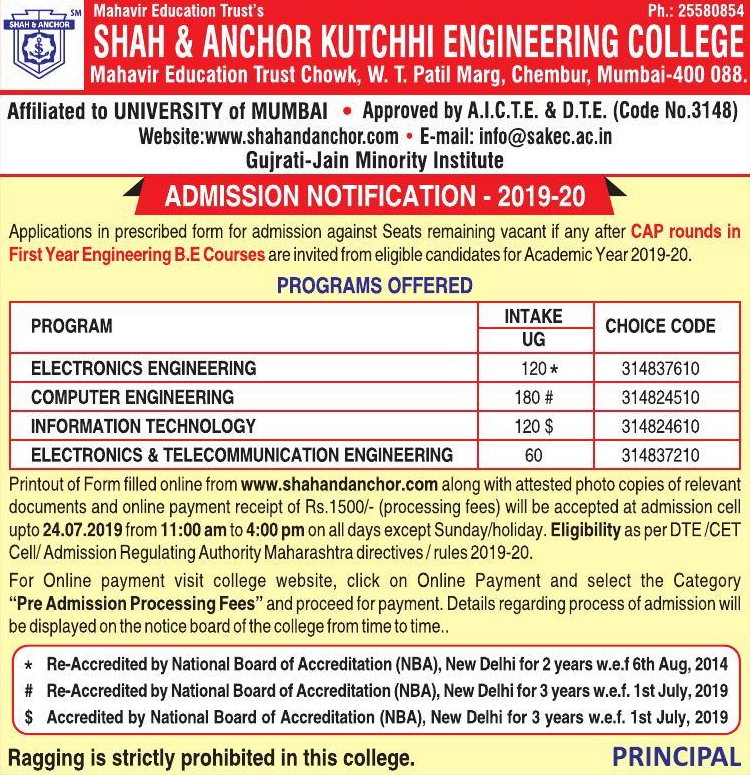 Mahavir Education Trust's
Ph.: 25580854
SHAH & ANCHOR
SM
SHAH & ANCHOR KUTCHHI ENGINEERING COLLEGE
Mahavir Education Trust Chowk, W. T. Patil Marg, Chembur, Mumbai-400 088.
Affiliated to UNIVERSITY of MUMBAI • Approved by A.I.C.T.E. & D.T.E. (Code No.3148)
Website:www.shahandanchor.com • E-mail: info@sakec.ac.in
Gujrati-Jain Minority Institute
ADMISSION NOTIFICATION - 2019-20
Applications in prescribed form for admission against Seats remaining vacant if any after CAP rounds in
First Year Engineering B.E Courses are invited from eligible candidates for Academic Year 2019-20.
PROGRAMS OFFERED
PROGRAM INTAKE UG CHOICE CODE
ELECTRONICS ENGINEERING 120 * 314837610
COMPUTER ENGINEERING 180 # 314824510
INFORMATION TECHNOLOGY 120 $ 314824610
ELECTRONICS & TELECOMMUNICATION ENGINEERING 60 314837210
Printout of Form filled online from www.shahandanchor.com along with attested photo copies of relevant
documents and online payment receipt of Rs.1500/- (processing fees) will be accepted at admission cell
upto 24.07.2019 from 11:00 am to 4:00 pm on all days except Sunday/holiday. Eligibility as per DTE /CET
Cell/ Admission Regulating Authority Maharashtra directives / rules 2019-20.
For Online payment visit college website, click on Online Payment and select the Category
“Pre Admission Processing Fees” and proceed for payment. Details regarding process of admission will
be displayed on the notice board of the college from time to time..
* Re-Accredited by National Board of Accreditation (NBA), New Delhi for 2 years w.e.f 6th Aug, 2014
# Re-Accredited by National Board of Accreditation (NBA), New Delhi for 3 years w.e.f. 1st July, 2019
$ Accredited by National Board of Accreditation (NBA), New Delhi for 3 years w.e.f. 1st July, 2019
Ragging is strictly prohibited in this college.
PRINCIPAL